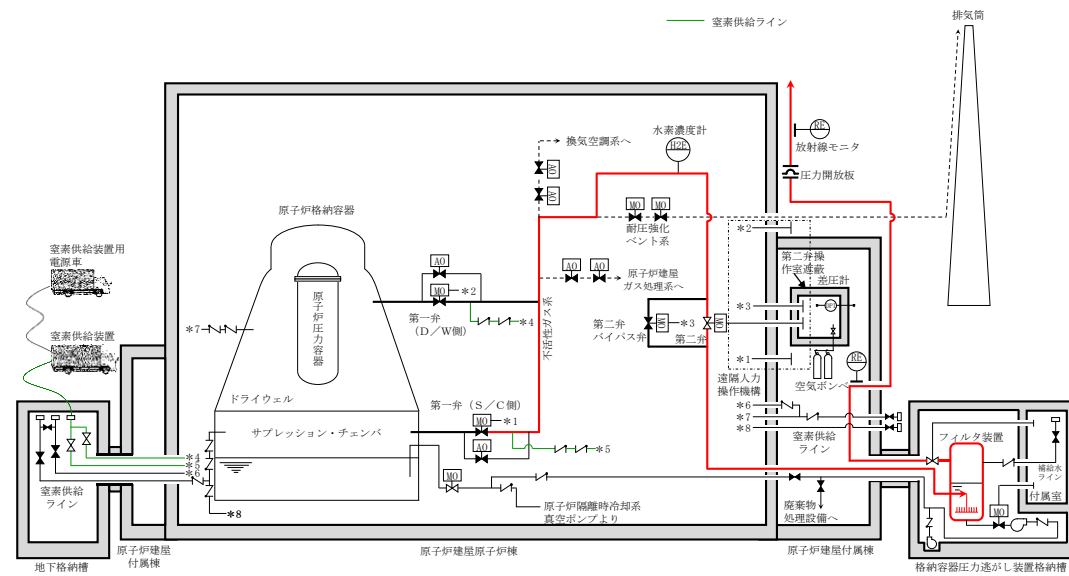 窒素供給ライン
排気筒
換気空調系へ
AO
AO
水素濃度計
H2E
RE
放射線モニタ
圧力開放板
原子炉格納容器
MO
MO
耐圧強化
ベント系
*2
第二弁操
作室遮蔽
差圧計
窒素供給装置用
電源車
AO
MO
*2
AO
AO
原子炉建屋
ガス処理系へ
原子炉圧力容器
第一弁
(D/W側)
*4
不活性ガス系
*3
DPI
*7
窒素供給装置
第二弁
バイパス弁
MO
*3
第二弁
MO
*1
遠隔人力
操作機構
空気ボンベ
RE
ドライウェル
第一弁(S/C側)
MO
*1
サプレッション・チェンバ
AO
*5
*6
*7
*8
窒素供給
ライン
フィルタ装置
*4
*5
*6
窒素供給
ライン
MO
補給水
ライン
付属室
MO
*8
原子炉隔離時冷却系
真空ポンプより
廃棄物
処理設備へ
地下格納槽
原子炉建屋
付属棟
原子炉建屋原子炉棟
原子炉建屋付属棟
格納容器圧力逃がし装置格納槽